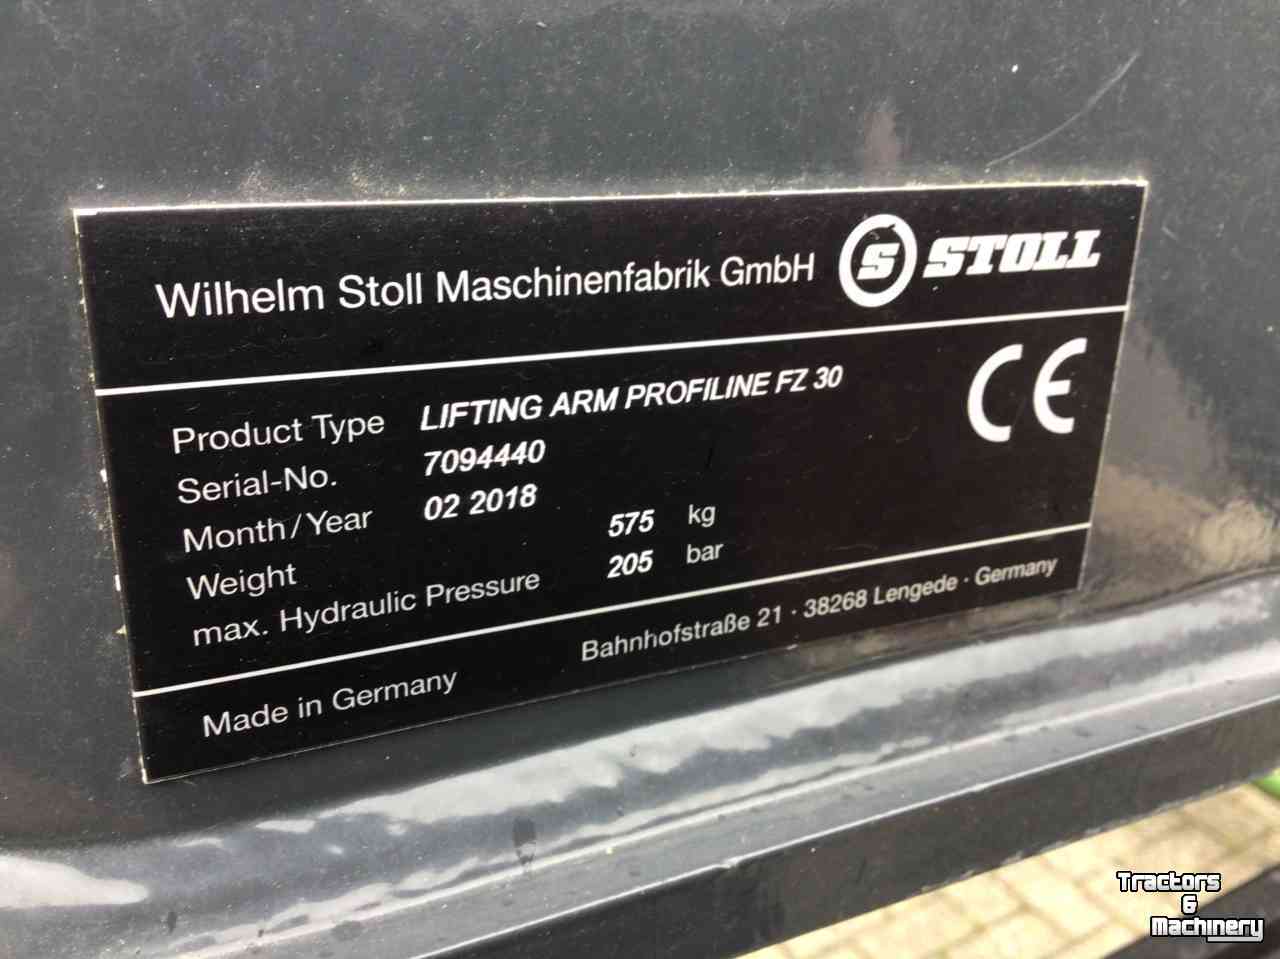 Wilhelm Stoll Maschinenfabrik GmbH S STOLL
Product Type LIFTING ARM PROFILINE FZ 30
Serial-No. 7094440
Month/Year 02 2018
Weight 575 kg
max. Hydraulic Pressure 205 bar
CE
Made in Germany Bahnhofstraße 21 · 38268 Lengede · Germany
Tractors
&
Machinery